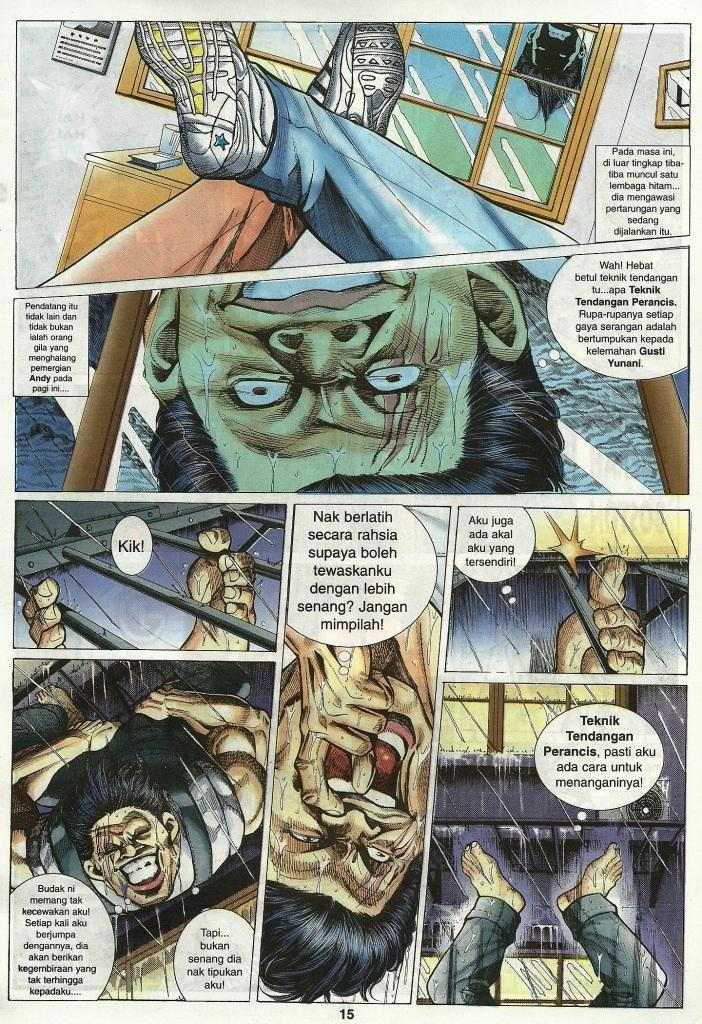 Pada masa ini,
di luar tingkap tiba-
tiba muncul satu
lembaga hitam...
dia mengawasi
pertarungan yang
sedang
dijalankan itu.
Wah! Hebat
betul teknik tendangan
tu...apa Teknik
Tendangan Perancis.
Rupa-rupanya setiap
gaya serangan adalah
bertumpukan kepada
kelemahan Gusti
Yunani.
Pendatang itu
tidak lain dan
tidak bukan
ialah orang
gila yang
menghalang
pemergian
Andy pada
pagi ini....
Kik!
Nak berlatih
secara rahsia
supaya boleh
tewaskanku
dengan lebih
senang? Jangan
mimpilah!
Aku juga
ada akal
aku yang
tersendiri!
Budak ni
memang tak
kecewakan aku!
Setiap kali aku
berjumpa
dengannya, dia
akan berikan
kegembiraan yang
tak terhingga
kepadaku....
Tapi...
bukan
senang dia
nak tipukan
aku!
Teknik
Tendangan
Perancis, pasti aku
ada cara untuk
menanganinya!
15